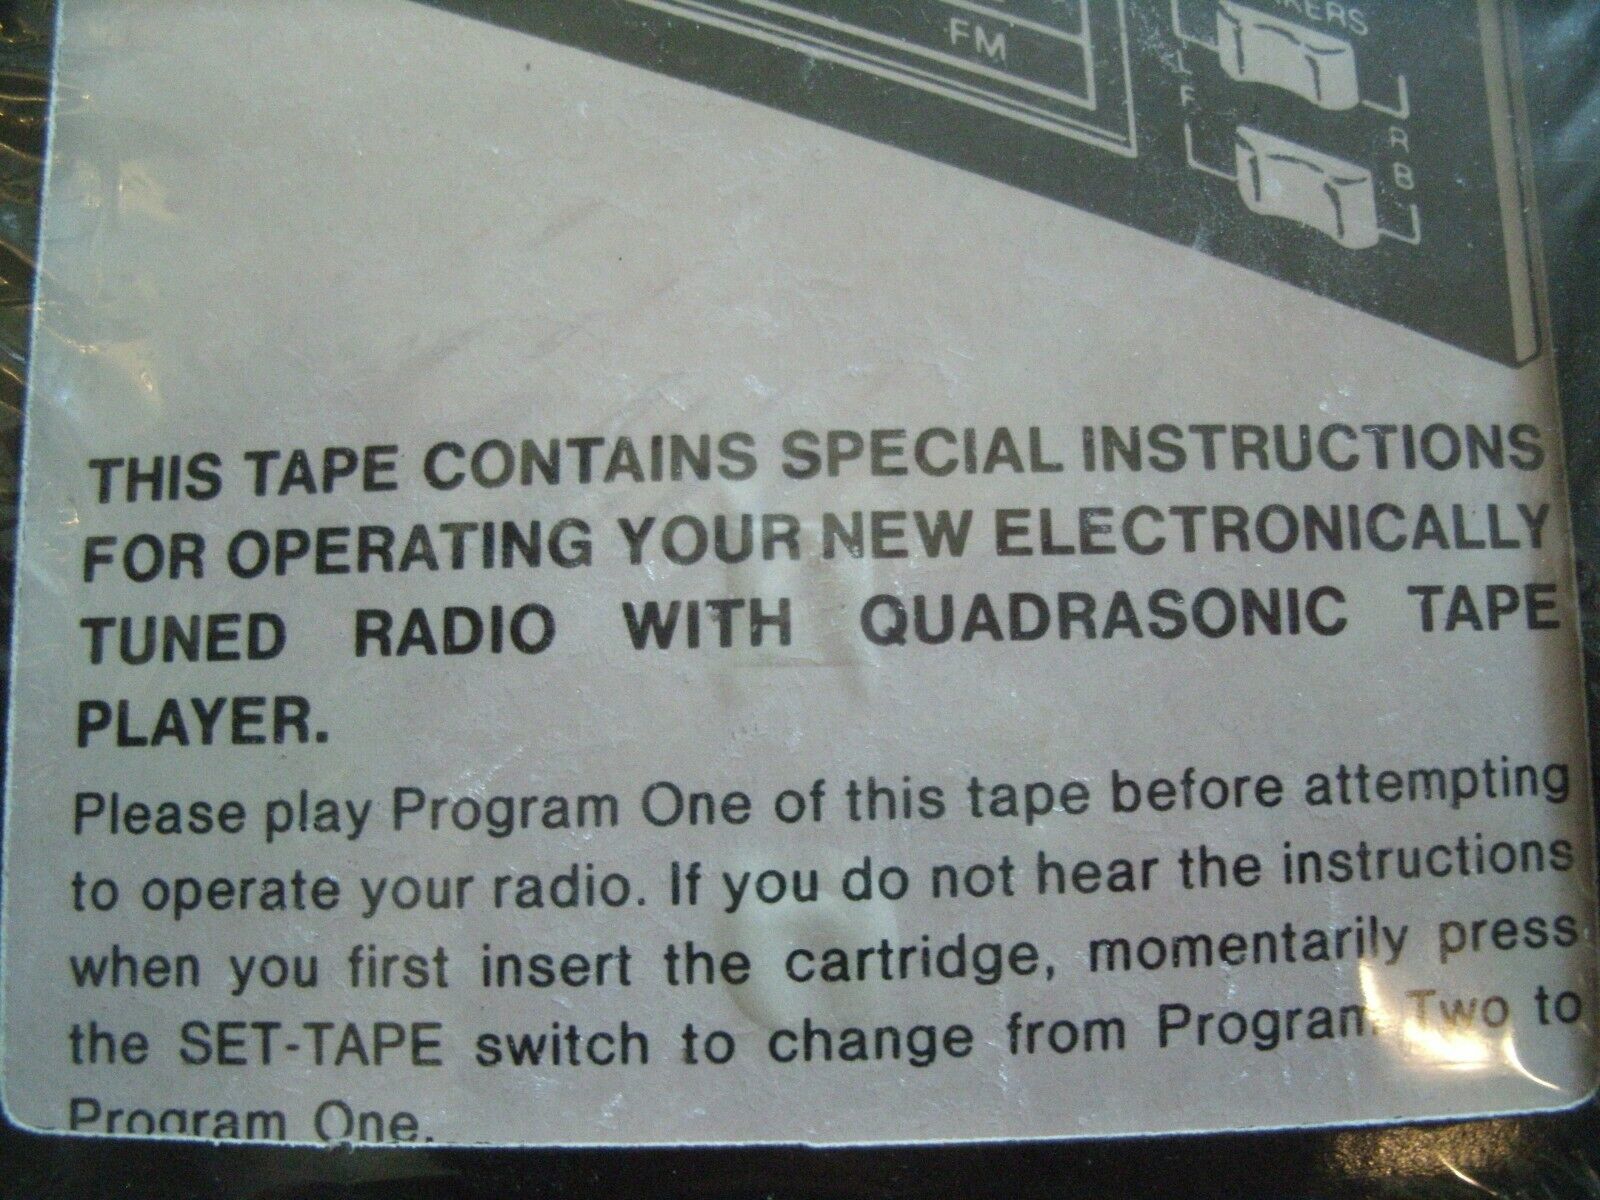 FM
F
R
B
THIS TAPE CONTAINS SPECIAL INSTRUCTIONS
FOR OPERATING YOUR NEW ELECTRONICALLY
TUNED RADIO WITH QUADRASONIC TAPE
PLAYER.
Please play Program One of this tape before attempting
to operate your radio. If you do not hear the instructions
when you first insert the cartridge, momentarily press
the SET-TAPE switch to change from Program Two to
Program One.